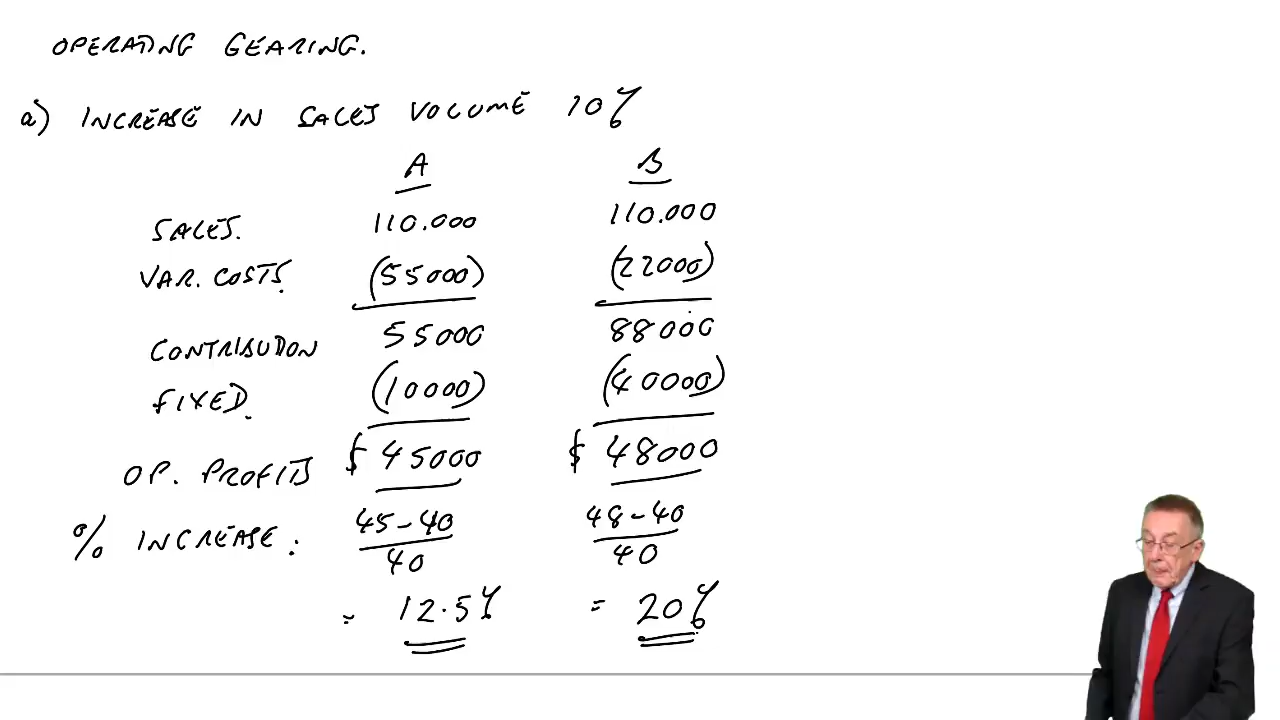 OPERATING GEARING.
a) INCREASE IN SALES VOLUME 10%
A B
SALES. 110.000 110.000
VAR. COSTS. (55000) (22000)
CONTRIBUTION 55000 88000
FIXED. (10000) (40000)
OP. PROFITS $ 45000 $ 48000
% INCREASE: 45-40 48-40
40 40
= 12.5% = 20%